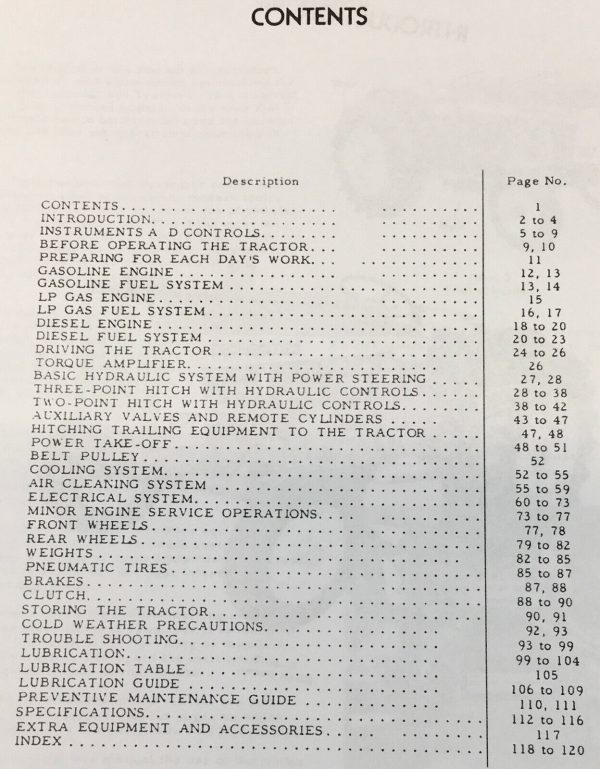 CONTENTS
Description Page No.
CONTENTS. . . . . . . . . . 1
INTRODUCTION. . . . . . . . . . 2 to 4
INSTRUMENTS A D CONTROLS. . . . . . . . . . 5 to 9
BEFORE OPERATING THE TRACTOR. . . . . . . . . . 9, 10
PREPARING FOR EACH DAY'S WORK. . . . . . . . . . 11
GASOLINE ENGINE . . . . . . . . . . 12, 13
GASOLINE FUEL SYSTEM . . . . . . . . . . 13, 14
LP GAS ENGINE. . . . . . . . . . 15
LP GAS FUEL SYSTEM. . . . . . . . . . 16, 17
DIESEL ENGINE . . . . . . . . . . 18 to 20
DIESEL FUEL SYSTEM . . . . . . . . . . 20 to 23
DRIVING THE TRACTOR . . . . . . . . . . 24 to 26
TORQUE AMPLIFIER. . . . . . . . . . 26
BASIC HYDRAULIC SYSTEM WITH POWER STEERING . . 27, 28
THREE-POINT HITCH WITH HYDRAULIC CONTROLS. . . . . 28 to 38
TWO-POINT HITCH WITH HYDRAULIC CONTROLS. . . . . . 38 to 42
AUXILIARY VALVES AND REMOTE CYLINDERS . . . . . 43 to 47
HITCHING TRAILING EQUIPMENT TO THE TRACTOR . . . . . 47, 48
POWER TAKE-OFF . . . . . . . . . . 48 to 51
BELT PULLEY . . . . . . . . . . 52
COOLING SYSTEM. . . . . . . . . . 52 to 55
AIR CLEANING SYSTEM . . . . . . . . . . 55 to 59
ELECTRICAL SYSTEM. . . . . . . . . . 60 to 73
MINOR ENGINE SERVICE OPERATIONS. . . . . . . . . . 73 to 77
FRONT WHEELS. . . . . . . . . . 77, 78
REAR WHEELS. . . . . . . . . . 79 to 82
WEIGHTS . . . . . . . . . . 82 to 85
PNEUMATIC TIRES. . . . . . . . . . 85 to 87
BRAKES. . . . . . . . . . 87, 88
CLUTCH. . . . . . . . . . 88 to 90
STORING THE TRACTOR. . . . . . . . . . 90, 91
COLD WEATHER PRECAUTIONS. . . . . . . . . . 92, 93
TROUBLE SHOOTING. . . . . . . . . . 93 to 99
LUBRICATION. . . . . . . . . . 99 to 104
LUBRICATION TABLE . . . . . . . . . . 105
LUBRICATION GUIDE . . . . . . . . . . 106 to 109
PREVENTIVE MAINTENANCE GUIDE . . . . . . . . . . 110, 111
SPECIFICATIONS. . . . . . . . . . 112 to 116
EXTRA EQUIPMENT AND ACCESSORIES. . . . . . . . . . 117
INDEX . . . . . . . . . . 118 to 120